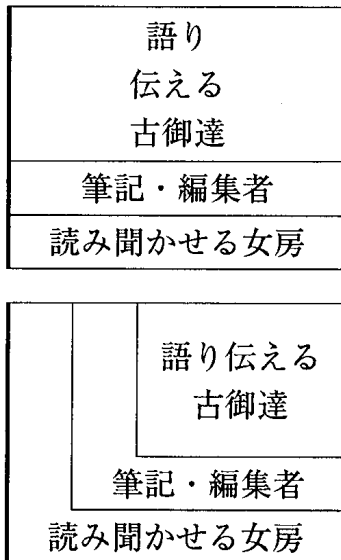 語り
伝える
古御達
筆記・編集者
読み聞かせる女房
語り伝える
古御達
筆記・編集者
読み聞かせる女房